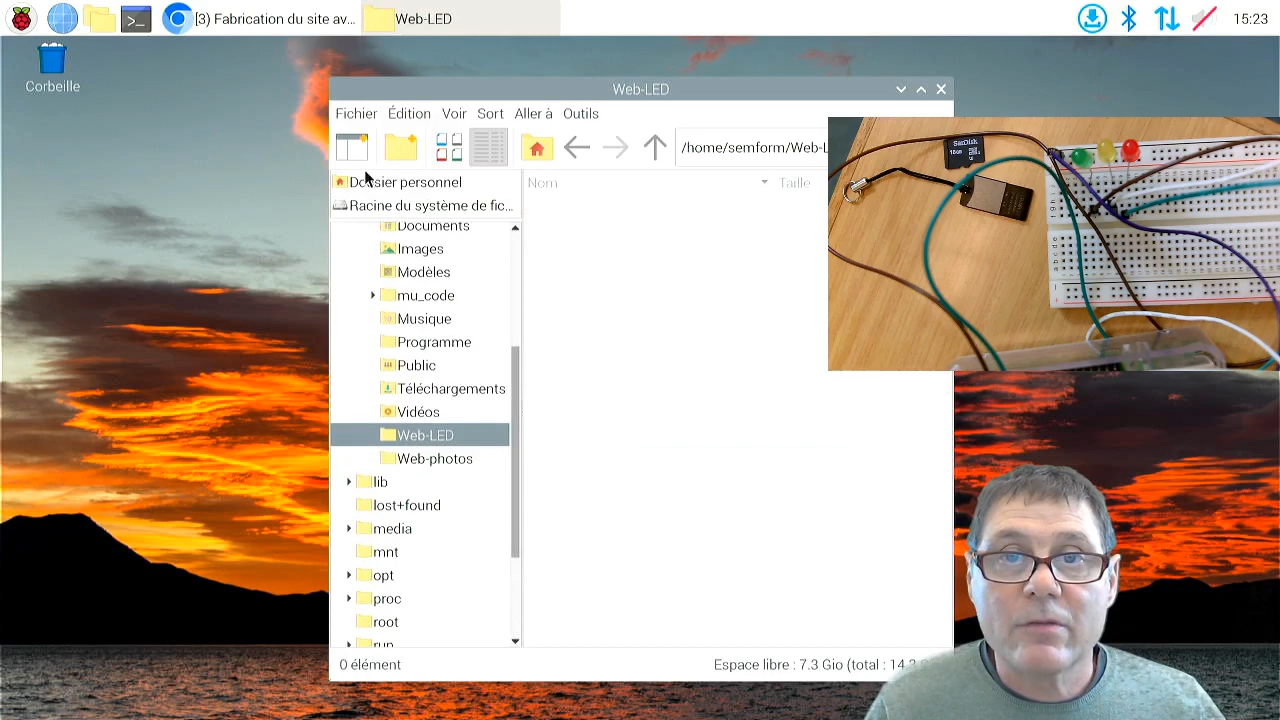 [3) Fabrication du site av...
Web-LED
15:23
Corbeille
Web-LED
Fichier Édition Voir Sort Aller à Outils
/home/semform/Web-L
Dossier personnel
Racine du système de fic...
Nom
Taille
Documents
Images
Modèles
mu_code
Musique
Programme
Public
Téléchargements
Vidéos
Web-LED
Web-photos
lib
lost+found
media
mnt
opt
proc
root
run
0 élément
Espace libre : 7.3 Gio (total : 14.2
SanDisk